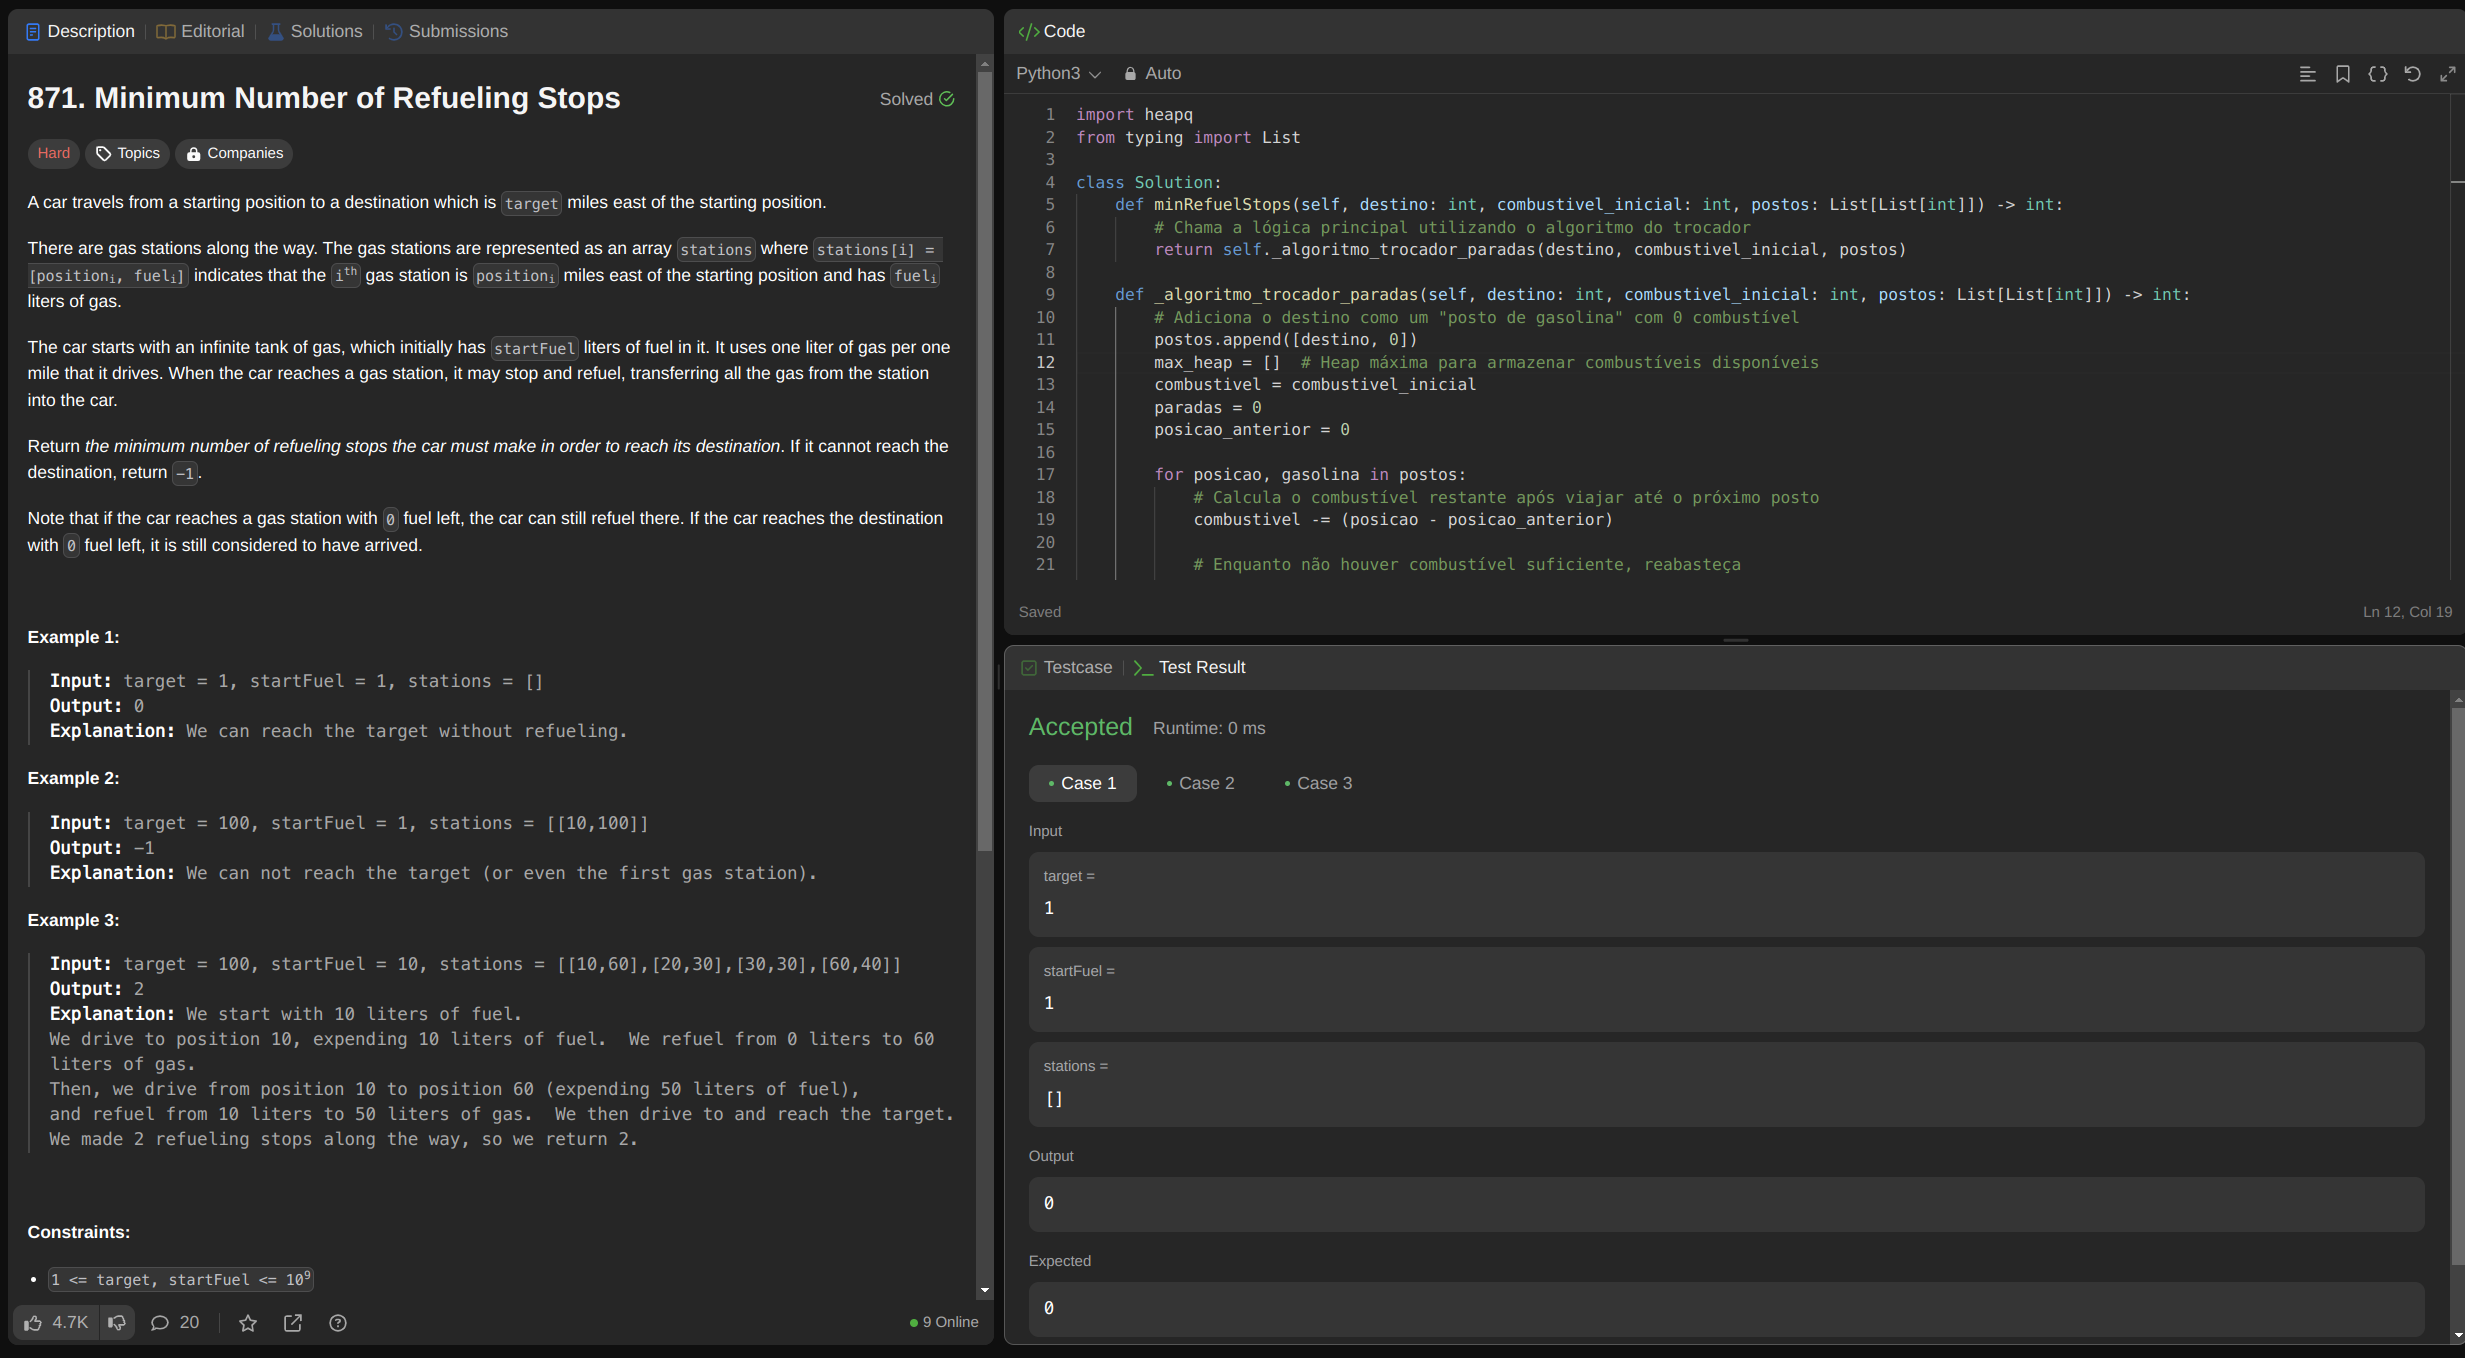 Description
Editorial
Solutions
Submissions
871. Minimum Number of Refueling Stops
Solved
Hard
Topics
Companies
A car travels from a starting position to a destination which is target miles east of the starting position.
There are gas stations along the way. The gas stations are represented as an array stations where stations[i] =
[positioni, fueli] indicates that the ith gas station is positioni miles east of the starting position and has fueli
liters of gas.
The car starts with an infinite tank of gas, which initially has startFuel liters of fuel in it. It uses one liter of gas per one
mile that it drives. When the car reaches a gas station, it may stop and refuel, transferring all the gas from the station
into the car.
Return the minimum number of refueling stops the car must make in order to reach its destination. If it cannot reach the
destination, return -1.
Note that if the car reaches a gas station with 0 fuel left, the car can still refuel there. If the car reaches the destination
with 0 fuel left, it is still considered to have arrived.
Example 1:
Input: target = 1, startFuel = 1, stations = []
Output: 0
Explanation: We can reach the target without refueling.
Example 2:
Input: target = 100, startFuel = 1, stations = [[10,100]]
Output: -1
Explanation: We can not reach the target (or even the first gas station).
Example 3:
Input: target = 100, startFuel = 10, stations = [[10,60],[20,30],[30,30],[60,40]]
Output: 2
Explanation: We start with 10 liters of fuel.
We drive to position 10, expending 10 liters of fuel.  We refuel from 0 liters to 60
liters of gas.
Then, we drive from position 10 to position 60 (expending 50 liters of fuel),
and refuel from 10 liters to 50 liters of gas.  We then drive to and reach the target.
We made 2 refueling stops along the way, so we return 2.
Constraints:
• 1 <= target, startFuel <= 10^9
4.7K
20
9 Online
Code
Python3
Auto
1 import heapq
2 from typing import List
3
4 class Solution:
5 def minRefuelStops(self, destino: int, combustivel_inicial: int, postos: List[List[int]]) -> int:
6 # Chama a lógica principal utilizando o algoritmo do trocador
7 return self._algoritmo_trocador_paradas(destino, combustivel_inicial, postos)
8
9 def _algoritmo_trocador_paradas(self, destino: int, combustivel_inicial: int, postos: List[List[int]]) -> int:
10 # Adiciona o destino como um "posto de gasolina" com 0 combustível
11 postos.append([destino, 0])
12 max_heap = []  # Heap máxima para armazenar combustíveis disponíveis
13 combustivel = combustivel_inicial
14 paradas = 0
15 posicao_anterior = 0
16
17 for posicao, gasolina in postos:
18 # Calcula o combustível restante após viajar até o próximo posto
19 combustivel -= (posicao - posicao_anterior)
20
21 # Enquanto não houver combustível suficiente, reabasteça
Saved
Ln 12, Col 19
Testcase
Test Result
Accepted
Runtime: 0 ms
• Case 1
• Case 2
• Case 3
Input
target =
1
startFuel =
1
stations =
[]
Output
0
Expected
0